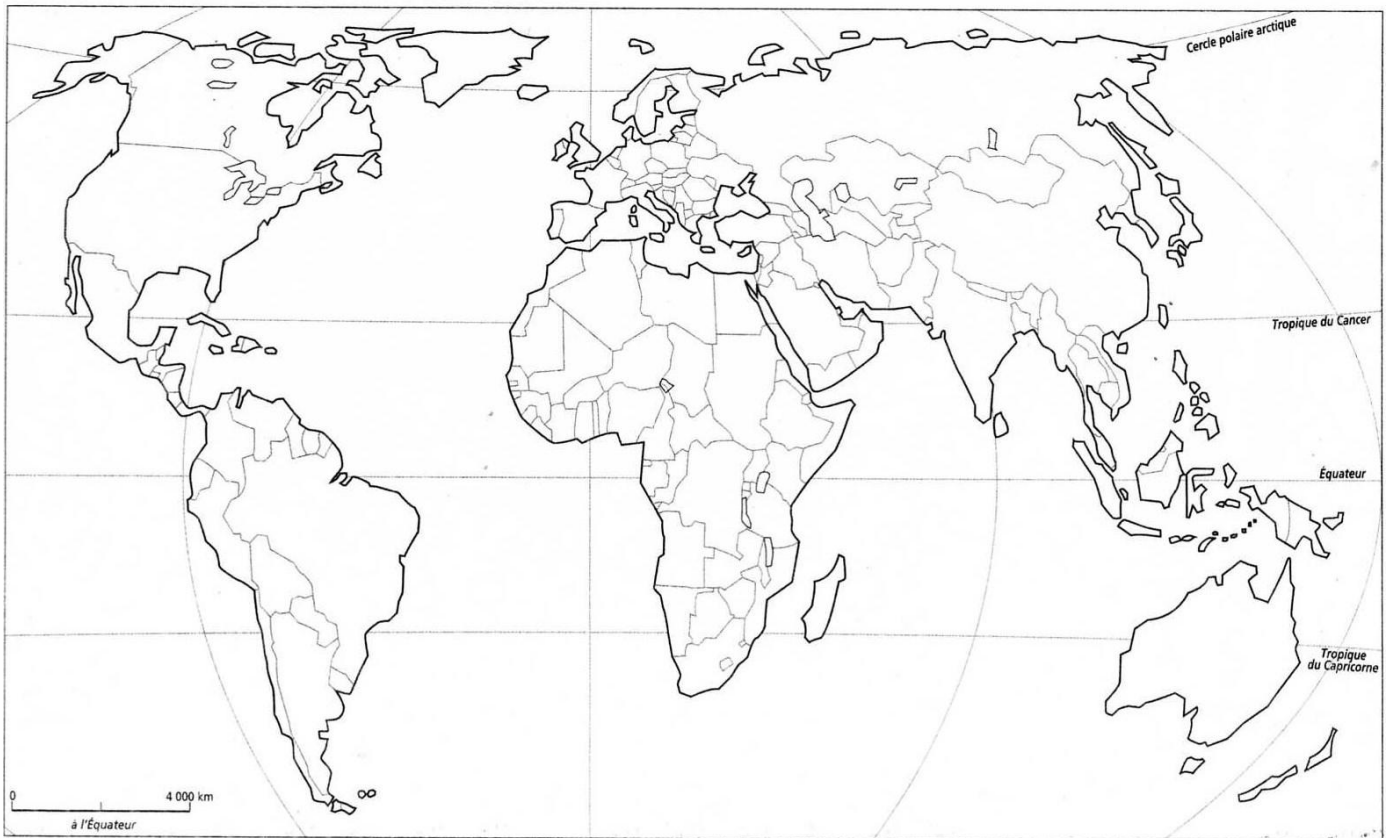 Cercle polaire arctique
Tropique du Cancer
Équateur
Tropique
du Capricorne
0 4 000 km
à l'Équateur